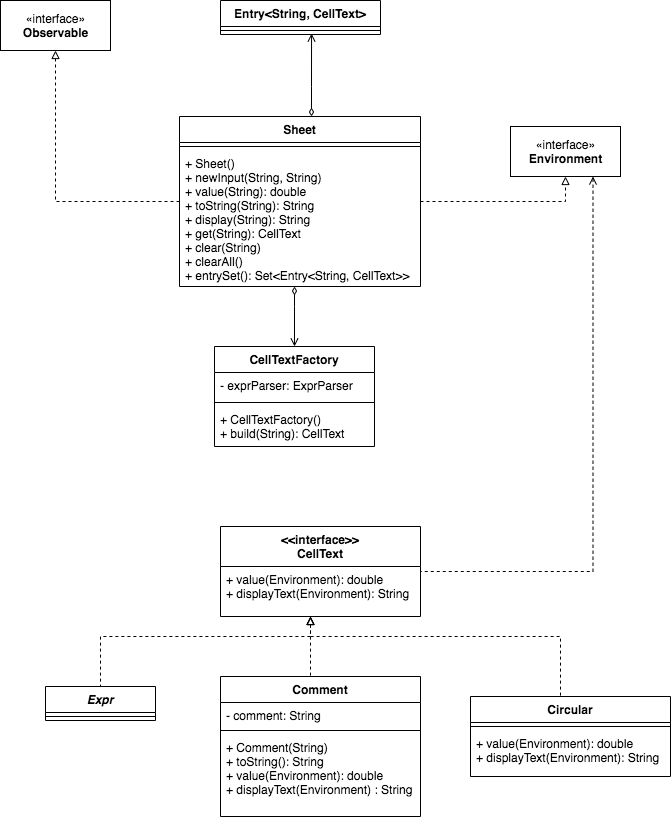 «interface»
Observable
Entry<String, CellText>
Sheet
+ Sheet()
+ newInput(String, String)
+ value(String): double
+ toString(String): String
+ display(String): String
+ get(String): CellText
+ clear(String)
+ clearAll()
+ entrySet(): Set<Entry<String, CellText>>
«interface»
Environment
CellTextFactory
- exprParser: ExprParser
+ CellTextFactory()
+ build(String): CellText
<<interface>>
CellText
+ value(Environment): double
+ displayText(Environment): String
Expr
Comment
- comment: String
+ Comment(String)
+ toString(): String
+ value(Environment): double
+ displayText(Environment) : String
Circular
+ value(Environment): double
+ displayText(Environment): String